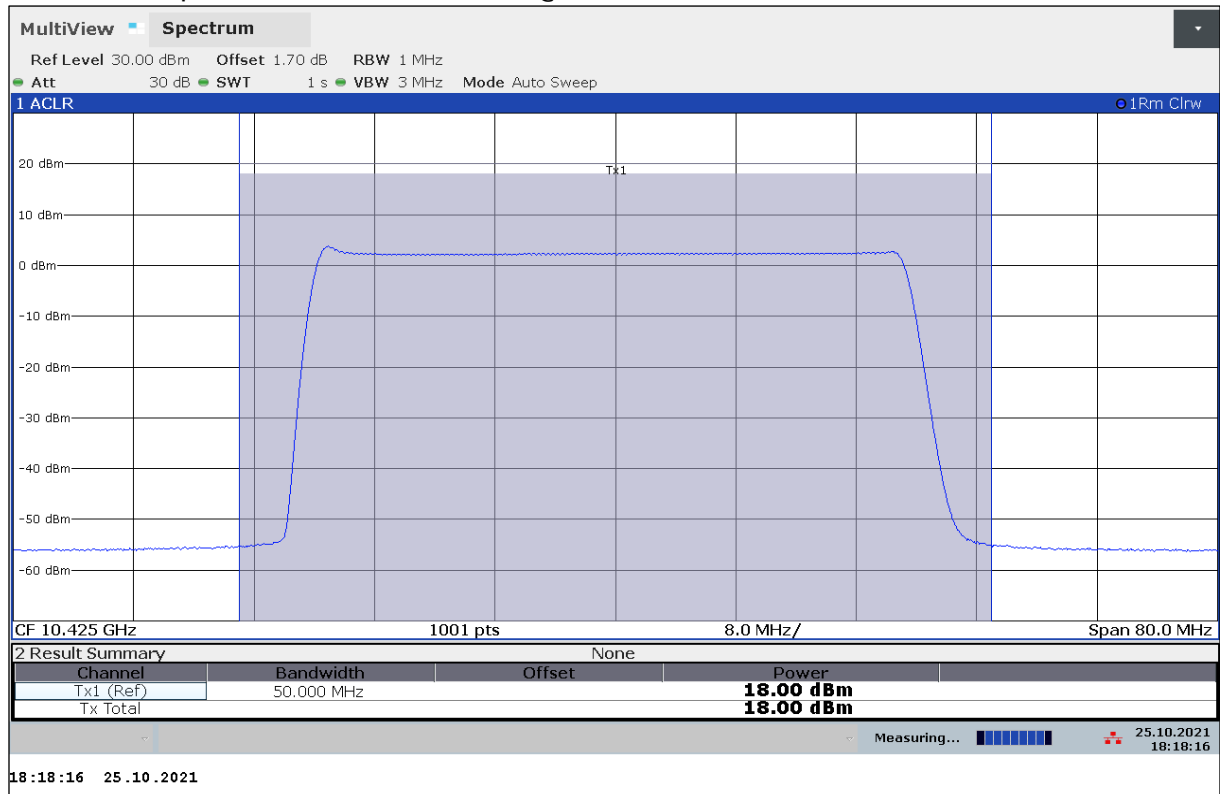 MultiView Spectrum
Ref Level 30.00 dBm Offset 1.70 dB RBW 1 MHz
Att 30 dB SWT 1 s VBW 3 MHz Mode Auto Sweep
1 ACLR 1Rm Clrw
20 dBm
Tx1
10 dBm
0 dBm
-10 dBm
-20 dBm
-30 dBm
-40 dBm
-50 dBm
-60 dBm
CF 10.425 GHz 1001 pts 8.0 MHz/ Span 80.0 MHz
2 Result Summary None
Channel Bandwidth Offset Power
Tx1 (Ref) 50.000 MHz 18.00 dBm
Tx Total 18.00 dBm
Measuring... 25.10.2021
18:18:16
18:18:16 25.10.2021